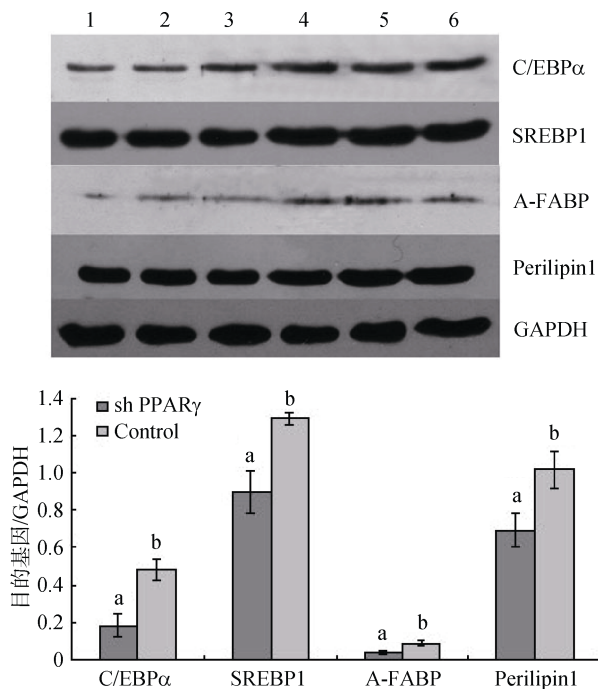 1 2 3 4 5 6
C/EBPα
SREBP1
A-FABP
Perilipin1
GAPDH
目的基因/GAPDH
1.4
1.2
1.0
0.8
0.6
0.4
0.2
0
sh PPARγ
Control
a b a b a b a b
C/EBPα SREBP1 A-FABP Perilipin1